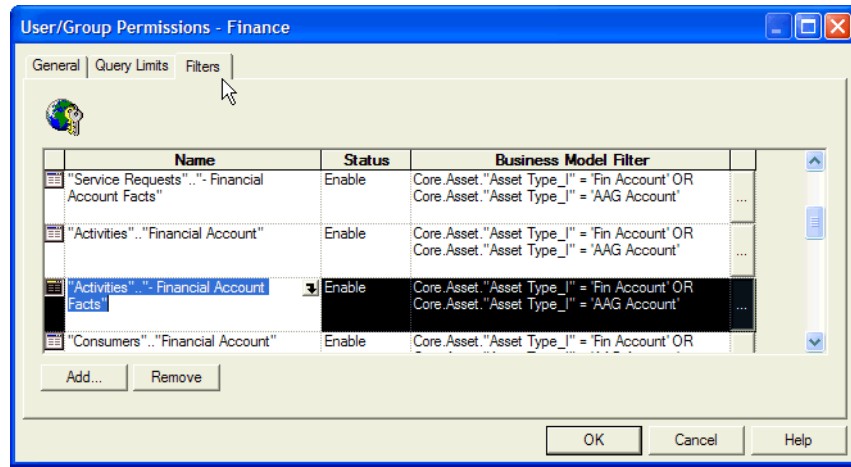 User/Group Permissions - Finance
General Query Limits Filters
Name Status Business Model Filter
"Service Requests".."- Financial Enable Core.Asset."Asset Type_I" = 'Fin Account' OR
Account Facts" Core.Asset."Asset Type_I" = 'AAG Account'
...
"Activities".."Financial Account" Enable Core.Asset."Asset Type_I" = 'Fin Account' OR
Core.Asset."Asset Type_I" = 'AAG Account'
...
"Activities".."- Financial Account Enable Core.Asset."Asset Type_I" = 'Fin Account' OR
Facts" Core.Asset."Asset Type_I" = 'AAG Account'
...
"Consumers".."Financial Account" Enable Core.Asset."Asset Type_I" = 'Fin Account' OR
Add... Remove
OK Cancel Help